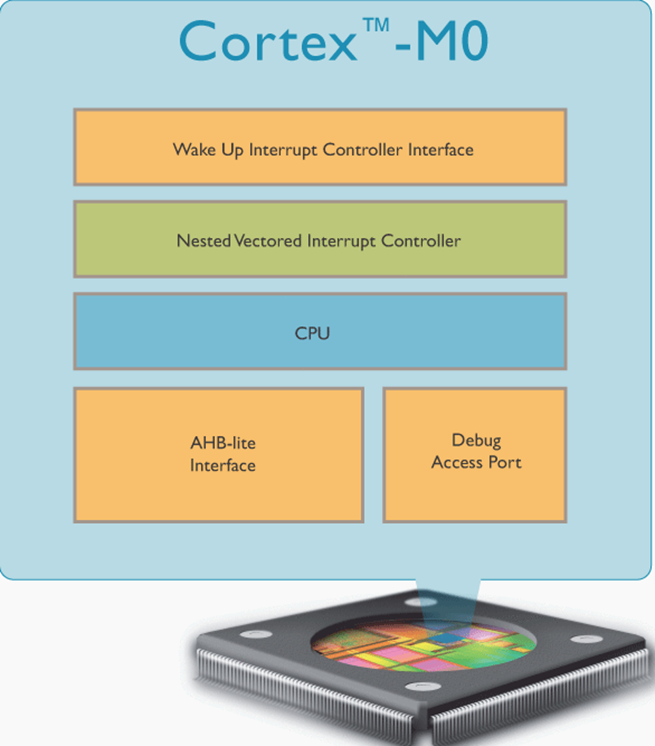 Cortex™-M0
Wake Up Interrupt Controller Interface
Nested Vectored Interrupt Controller
CPU
AHB-lite
Interface
Debug
Access Port